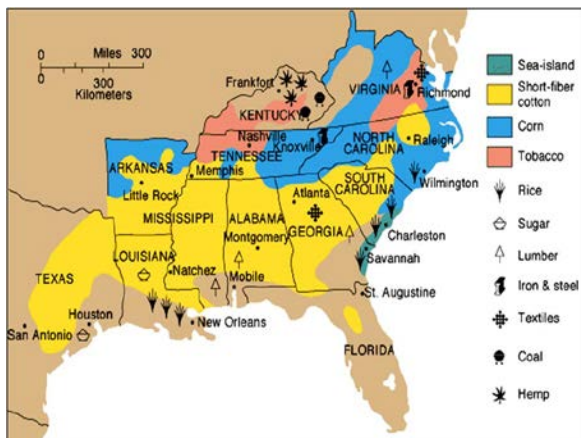 0 Miles 300
0 300
Kilometers
Frankfort
KENTUCKY
VIRGINIA
Richmond
Nashville
TENNESSEE
Knoxville
NORTH
CAROLINA
Raleigh
ARKANSAS
Memphis
Little Rock
SOUTH
CAROLINA
Wilmington
Atlanta
MISSISSIPPI
ALABAMA
GEORGIA
Charleston
Montgomery
LOUISIANA
Savannah
TEXAS
Natchez
Mobile
St. Augustine
Houston
New Orleans
San Antonio
FLORIDA
Sea-island
Short-fiber
cotton
Corn
Tobacco
Rice
Sugar
Lumber
Iron & steel
Textiles
Coal
Hemp